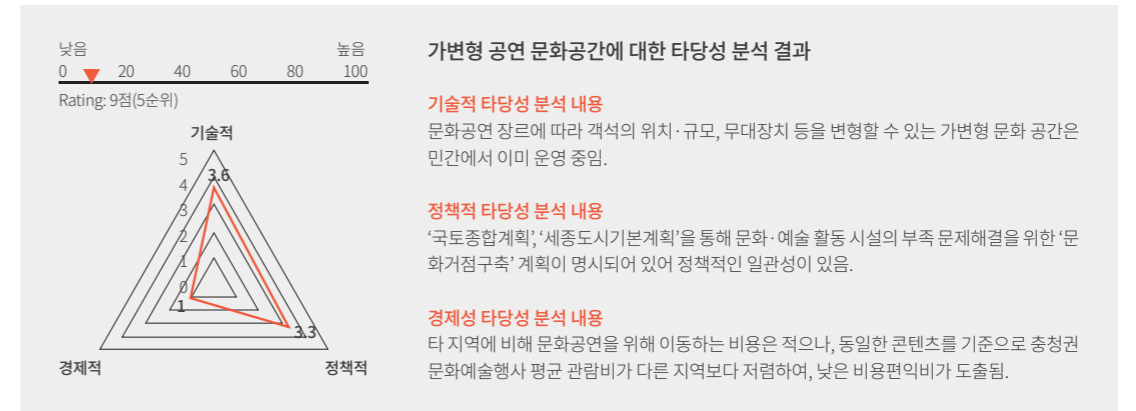 낮음 높음
0 20 40 60 80 100
Rating: 9점(5순위)
기술적
5
4
3
2
1
0
3.6
1
3.3
경제적 정책적
가변형 공연 문화공간에 대한 타당성 분석 결과
기술적 타당성 분석 내용
문화공연 장르에 따라 객석의 위치·규모, 무대장치 등을 변형할 수 있는 가변형 문화 공간은
민간에서 이미 운영 중임.
정책적 타당성 분석 내용
‘국토종합계획’, ‘세종도시기본계획’을 통해 문화·예술 활동 시설의 부족 문제해결을 위한 ‘문
화거점구축’ 계획이 명시되어 있어 정책적인 일관성이 있음.
경제성 타당성 분석 내용
타 지역에 비해 문화공연을 위해 이동하는 비용은 적으나, 동일한 콘텐츠를 기준으로 충청권
문화예술행사 평균 관람비가 다른 지역보다 저렴하여, 낮은 비용편익비가 도출됨.